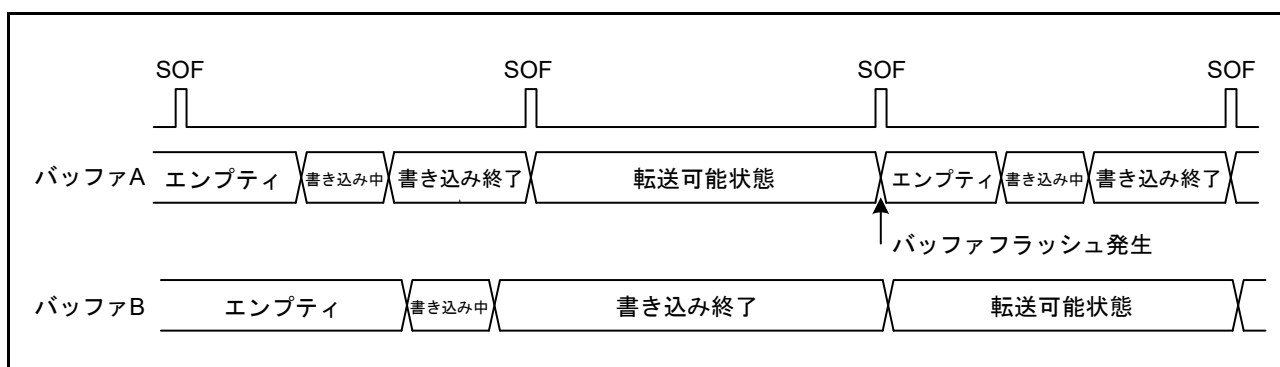 SOF SOF SOF SOF
バッファA エンプティ 書き込み中 書き込み終了 転送可能状態 エンプティ 書き込み中 書き込み終了
バッファフラッシュ発生
バッファB エンプティ 書き込み中 書き込み終了 転送可能状態